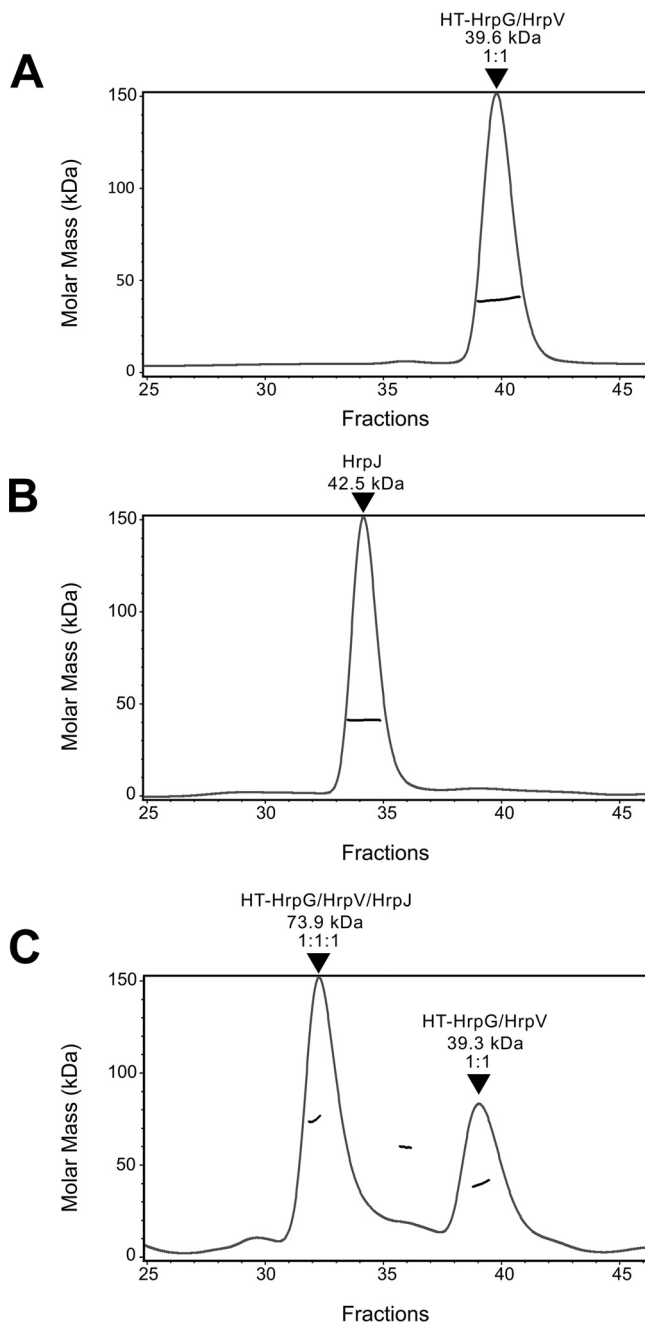 A
HT-HrpG/HrpV
39.6 kDa
1:1
Molar Mass (kDa)
150
100
50
0
25 30 35 40 45
Fractions
B
HrpJ
42.5 kDa
Molar Mass (kDa)
150
100
50
0
25 30 35 40 45
Fractions
C
HT-HrpG/HrpV/HrpJ
73.9 kDa
1:1:1
HT-HrpG/HrpV
39.3 kDa
1:1
Molar Mass (kDa)
150
100
50
0
25 30 35 40 45
Fractions